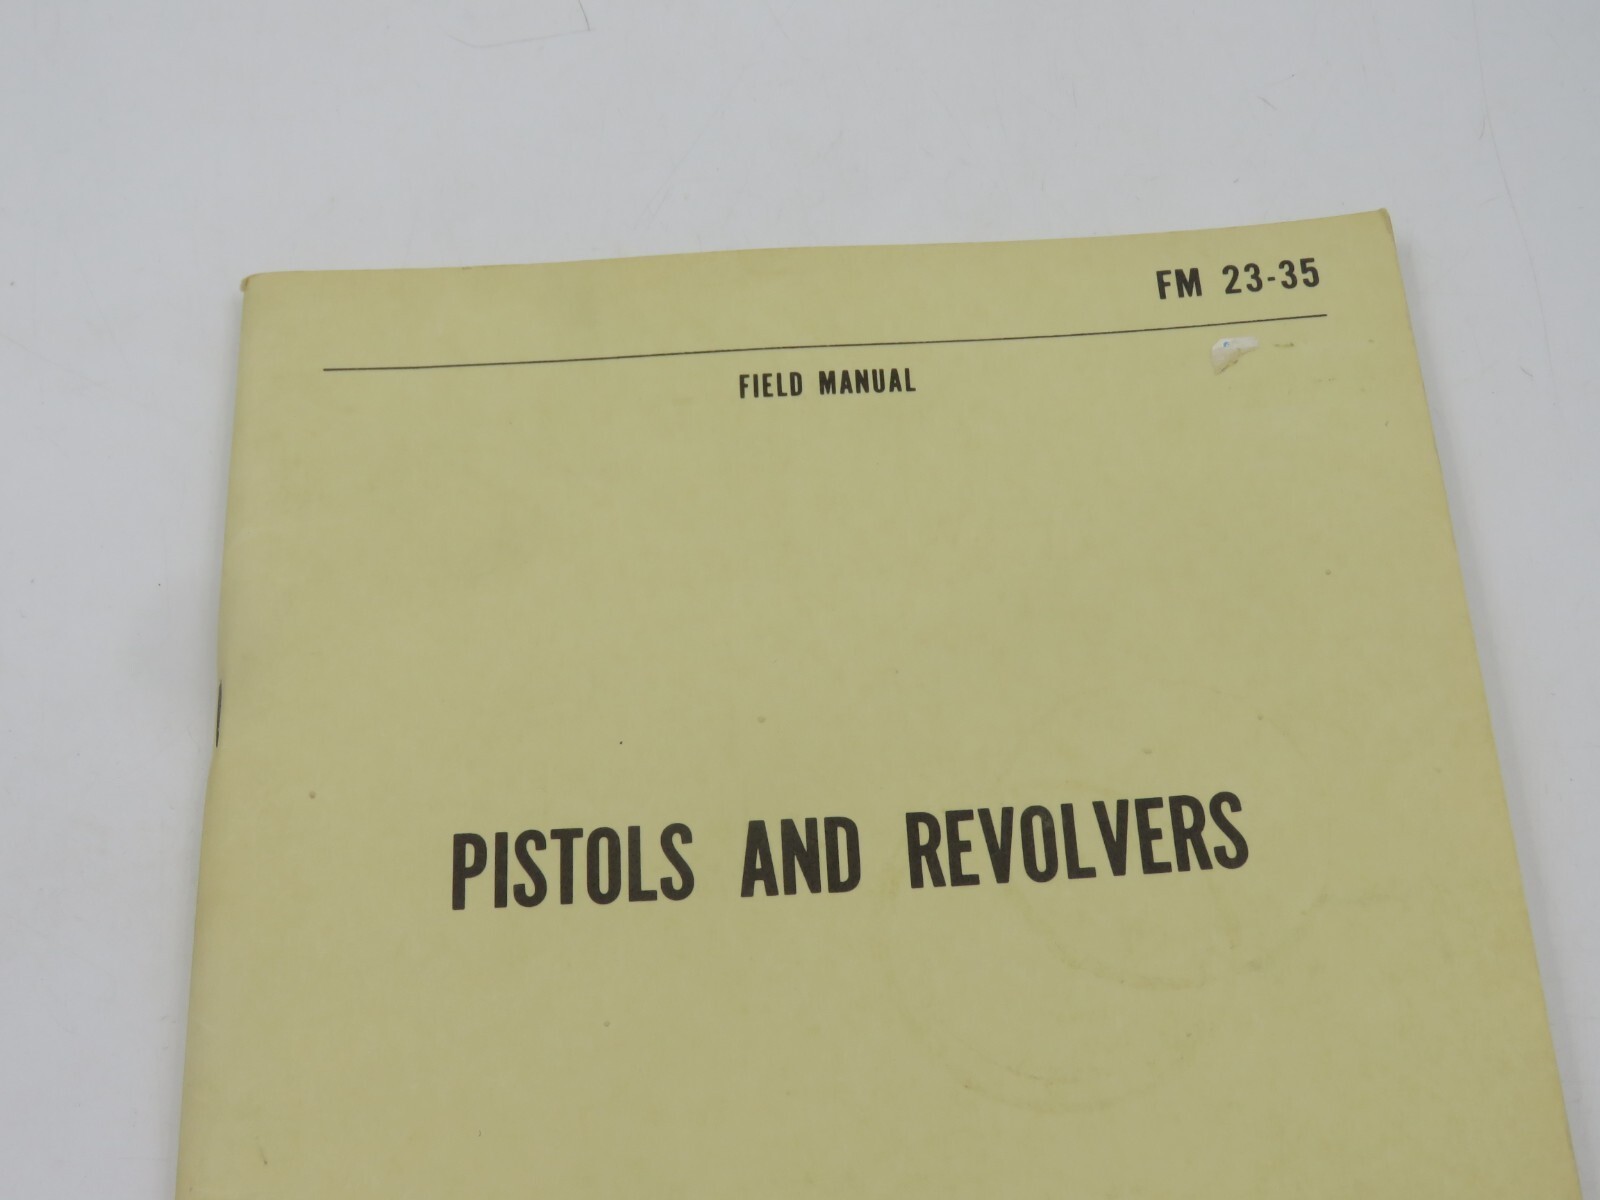 FM 23-35
FIELD MANUAL
PISTOLS AND REVOLVERS